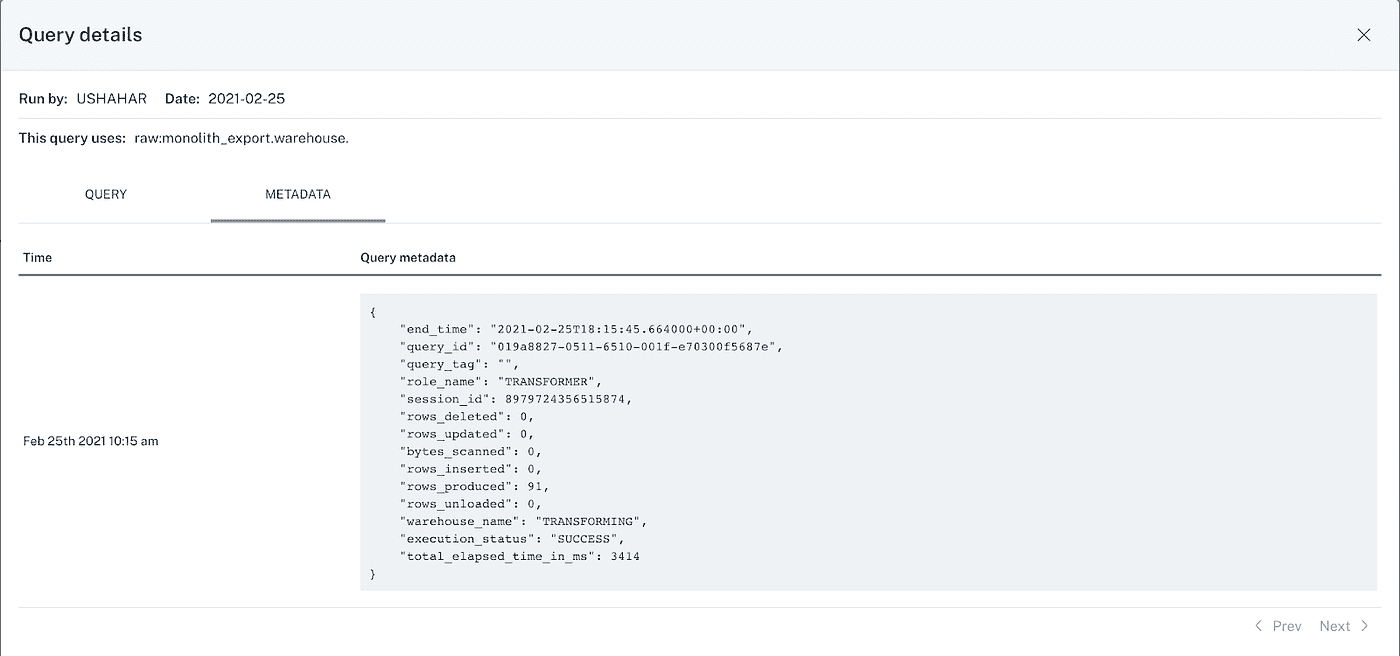 Query details
Run by: USHAHAR Date: 2021-02-25
This query uses: raw:monolith_export.warehouse.
QUERY METADATA
Time Query metadata
Feb 25th 2021 10:15 am
{
    "end_time": "2021-02-25T18:15:45.664000+00:00",
    "query_id": "019a8827-0511-6510-001f-e70300f5687e",
    "query_tag": "",
    "role_name": "TRANSFORMER",
    "session_id": 8979724356515874,
    "rows_deleted": 0,
    "rows_updated": 0,
    "bytes_scanned": 0,
    "rows_inserted": 0,
    "rows_produced": 91,
    "rows_unloaded": 0,
    "warehouse_name": "TRANSFORMING",
    "execution_status": "SUCCESS",
    "total_elapsed_time_in_ms": 3414
}
Prev Next